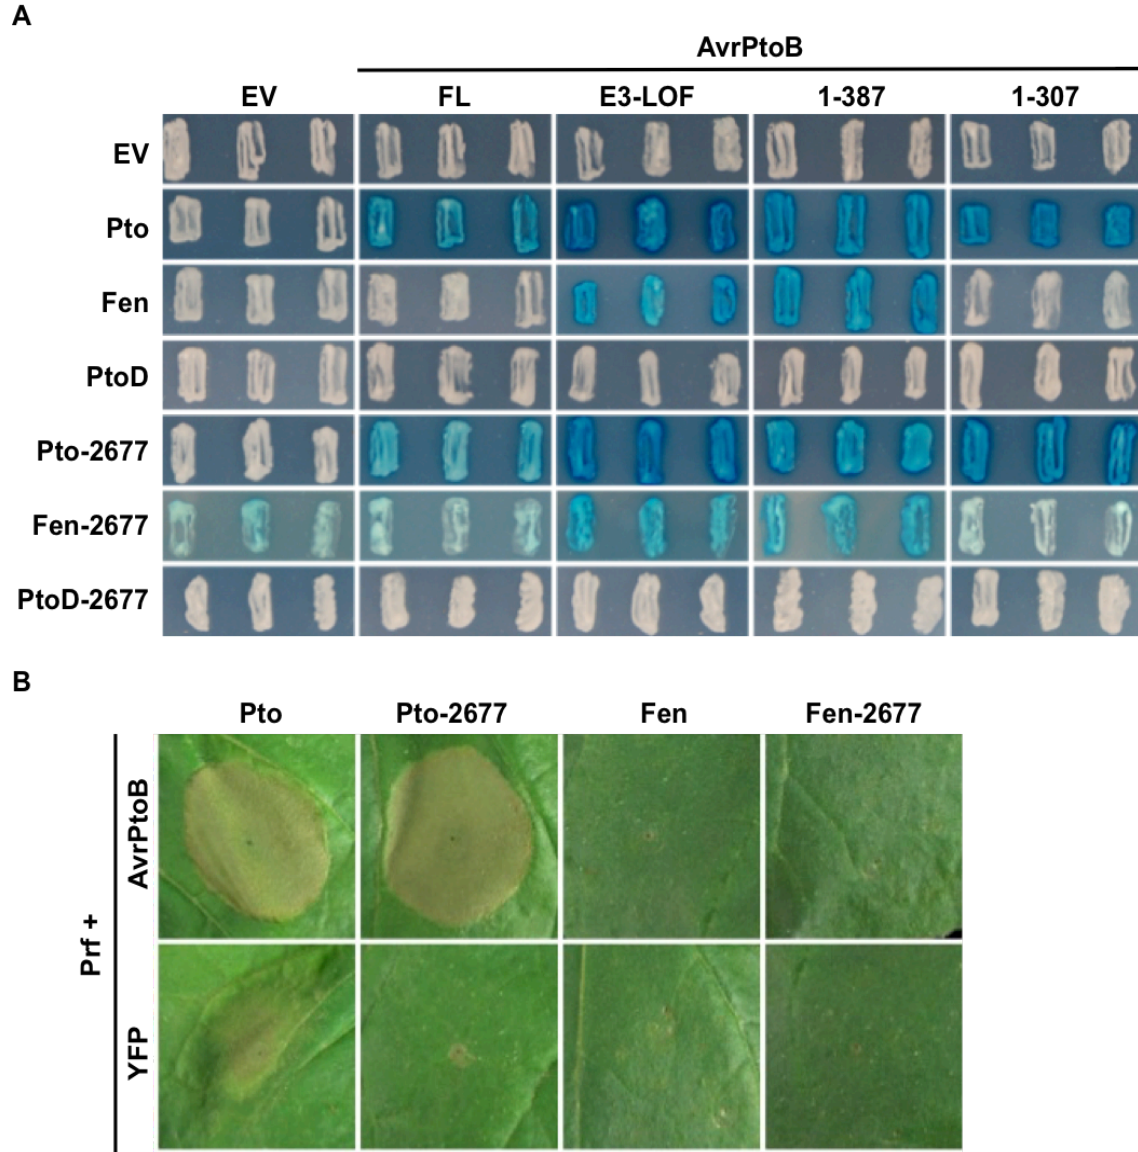 A
AvrPtoB
EV FL E3-LOF 1-387 1-307
EV
Pto
Fen
PtoD
Pto-2677
Fen-2677
PtoD-2677
B
Pto Pto-2677 Fen Fen-2677
Prf +
AvrPtoB
YFP